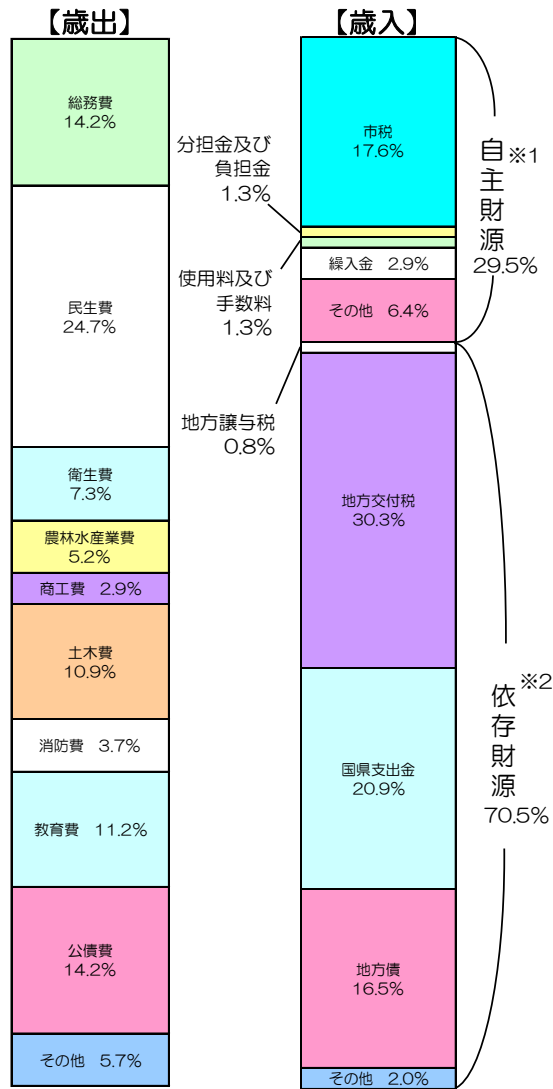 【歳出】
総務費
14.2%
民生費
24.7%
衛生費
7.3%
農林水産業費
5.2%
商工費 2.9%
土木費
10.9%
消防費 3.7%
教育費 11.2%
公債費
14.2%
その他 5.7%
【歳入】
市税
17.6%
分担金及び
負担金
1.3%
使用料及び
手数料
1.3%
繰入金 2.9%
その他 6.4%
自主財源
※1
29.5%
地方譲与税
0.8%
地方交付税
30.3%
国県支出金
20.9%
地方債
16.5%
その他 2.0%
依存財源
※2
70.5%